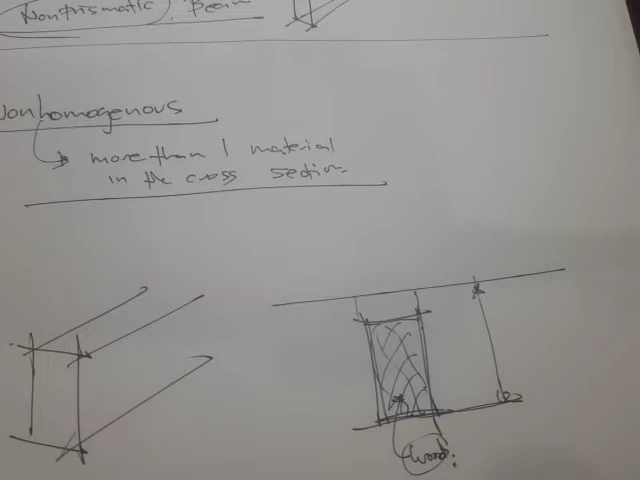 Nonprismatic Beam
Nonhomogenous
more than 1 material
in the cross section
wood